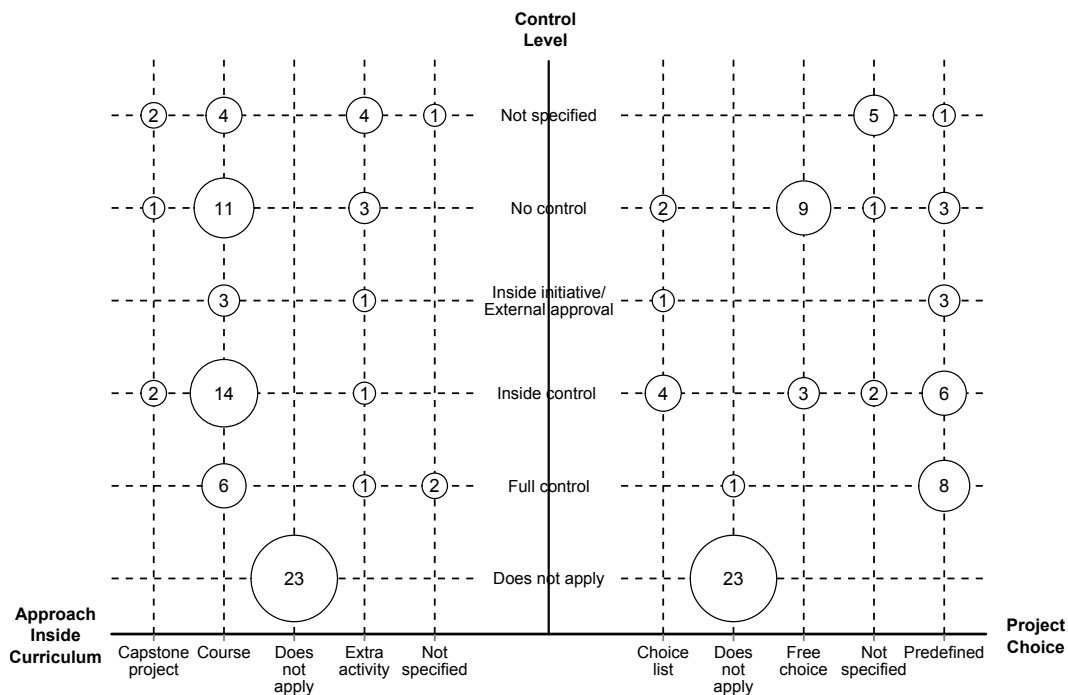 Control
Level
2 4 4 1 Not specified 5 1
1 11 3 No control 2 9 1 3
3 1 Inside initiative/
External approval 1 3
2 14 1 Inside control 4 3 2 6
6 1 2 Full control 1 8
23 Does not apply 23
Approach
Inside
Curriculum
Capstone
project
Course
Does
not
apply
Extra
activity
Not
specified
Choice
list
Does
not
apply
Free
choice
Not
specified
Predefined
Project
Choice